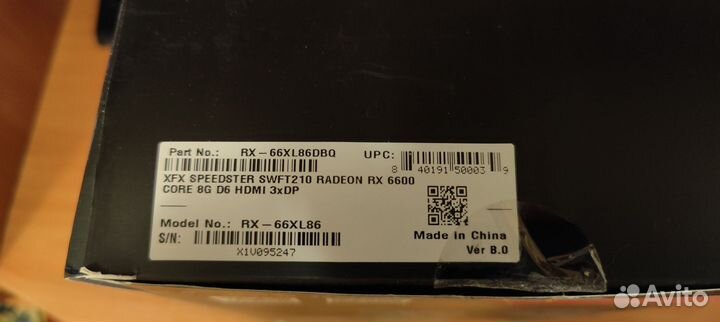 Part No.: RX-66XL86DBQ UPC: 8 40191 50003 9
XFX SPEEDSTER SWFT210 RADEON RX 6600
CORE 8G D6 HDMI 3xDP
Model No.: RX-66XL86
S/N:
X1V095247
Made in China
Ver B.0
Avito